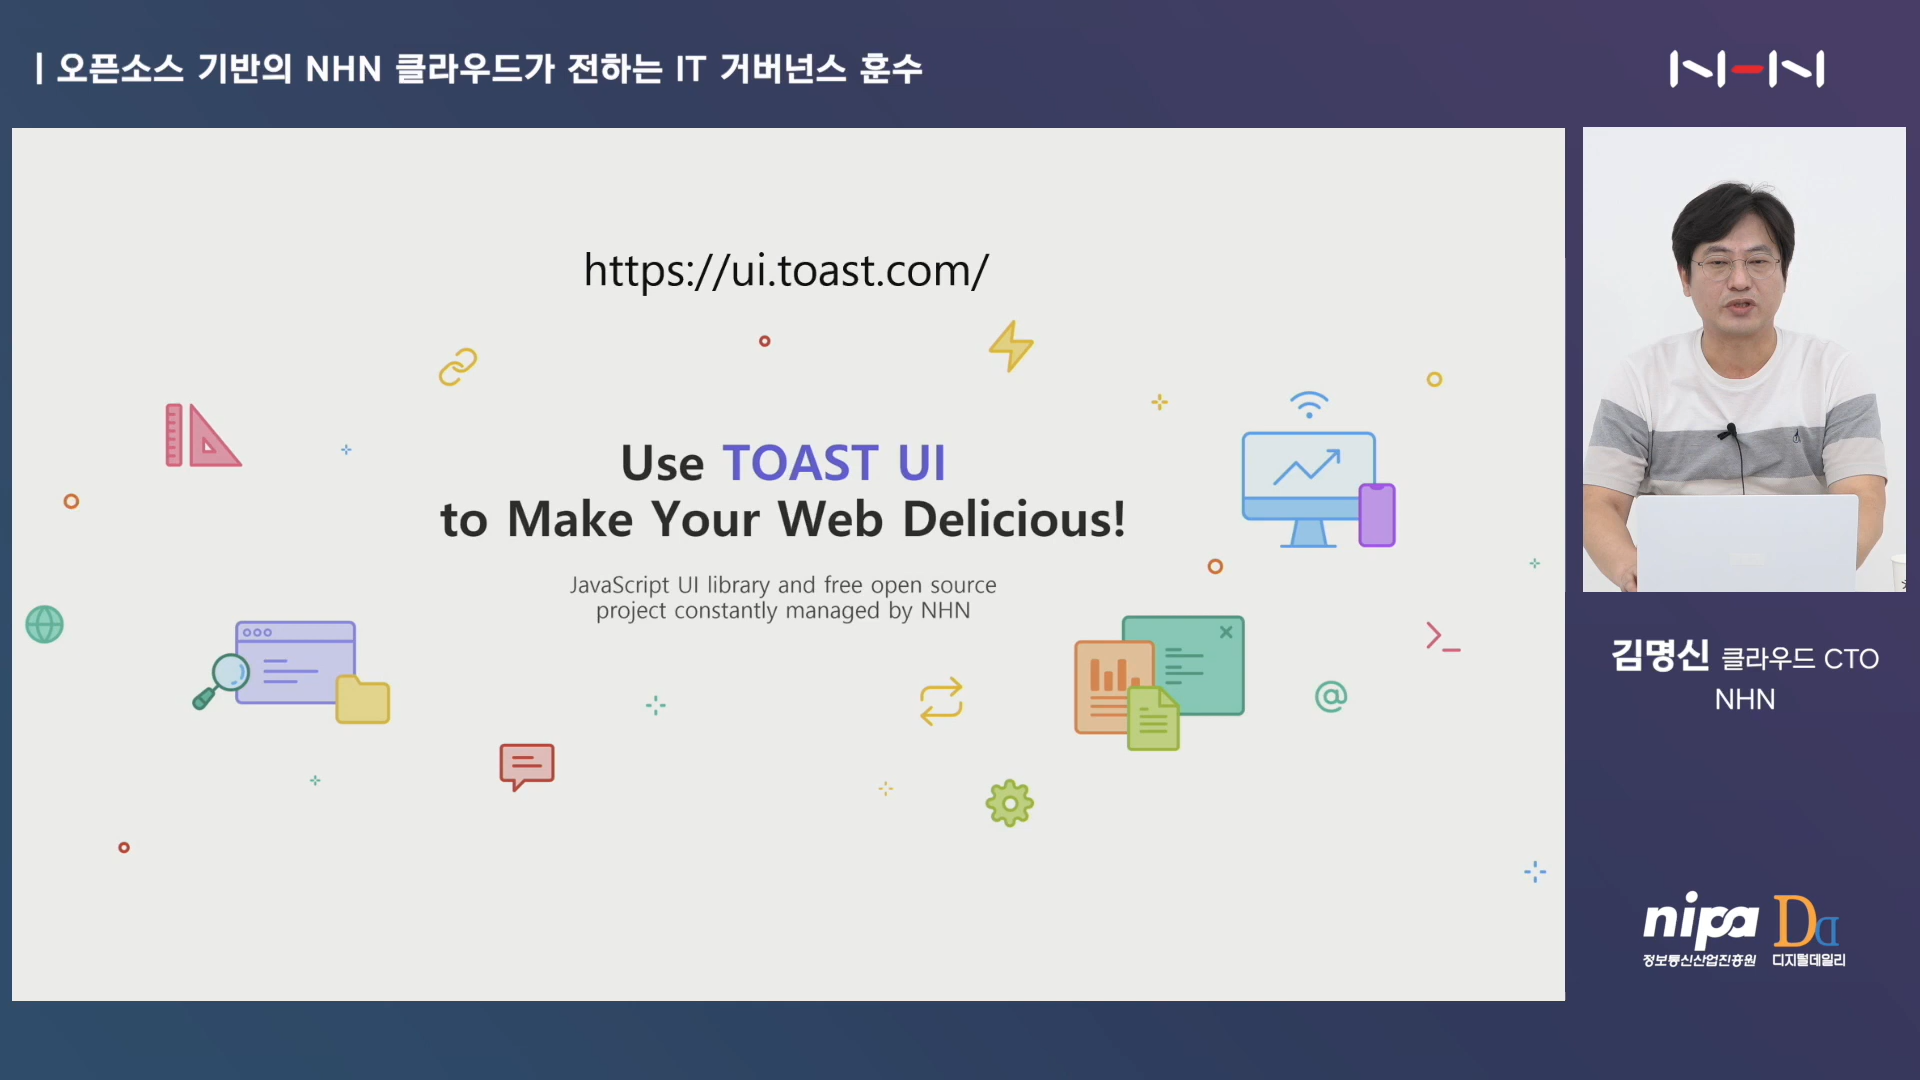 | 오픈소스 기반의 NHN 클라우드가 전하는 IT 거버넌스 훈수
NHN
https://ui.toast.com/
Use TOAST UI
to Make Your Web Delicious!
JavaScript UI library and free open source
project constantly managed by NHN
김명신 클라우드 CTO
NHN
nipa
정보통신산업진흥원
Dd
디지털데일리